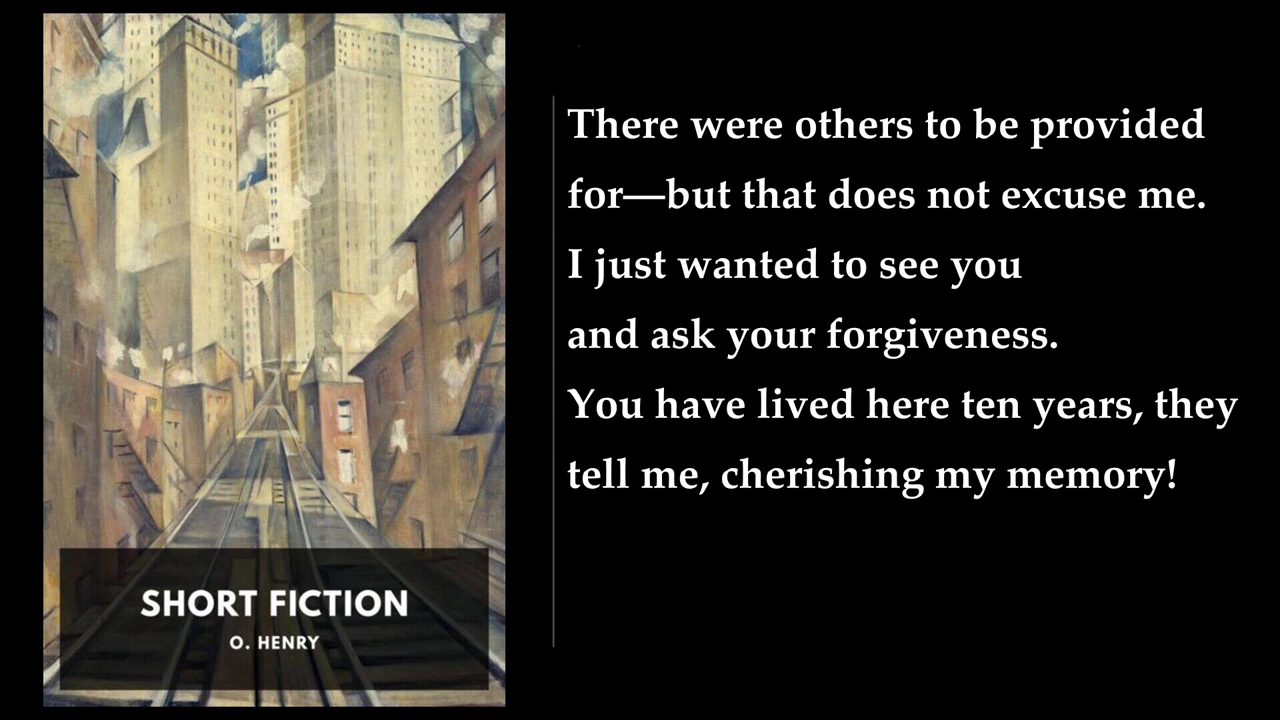 There were others to be provided
for—but that does not excuse me.
I just wanted to see you
and ask your forgiveness.
You have lived here ten years, they
tell me, cherishing my memory!
SHORT FICTION
O. HENRY